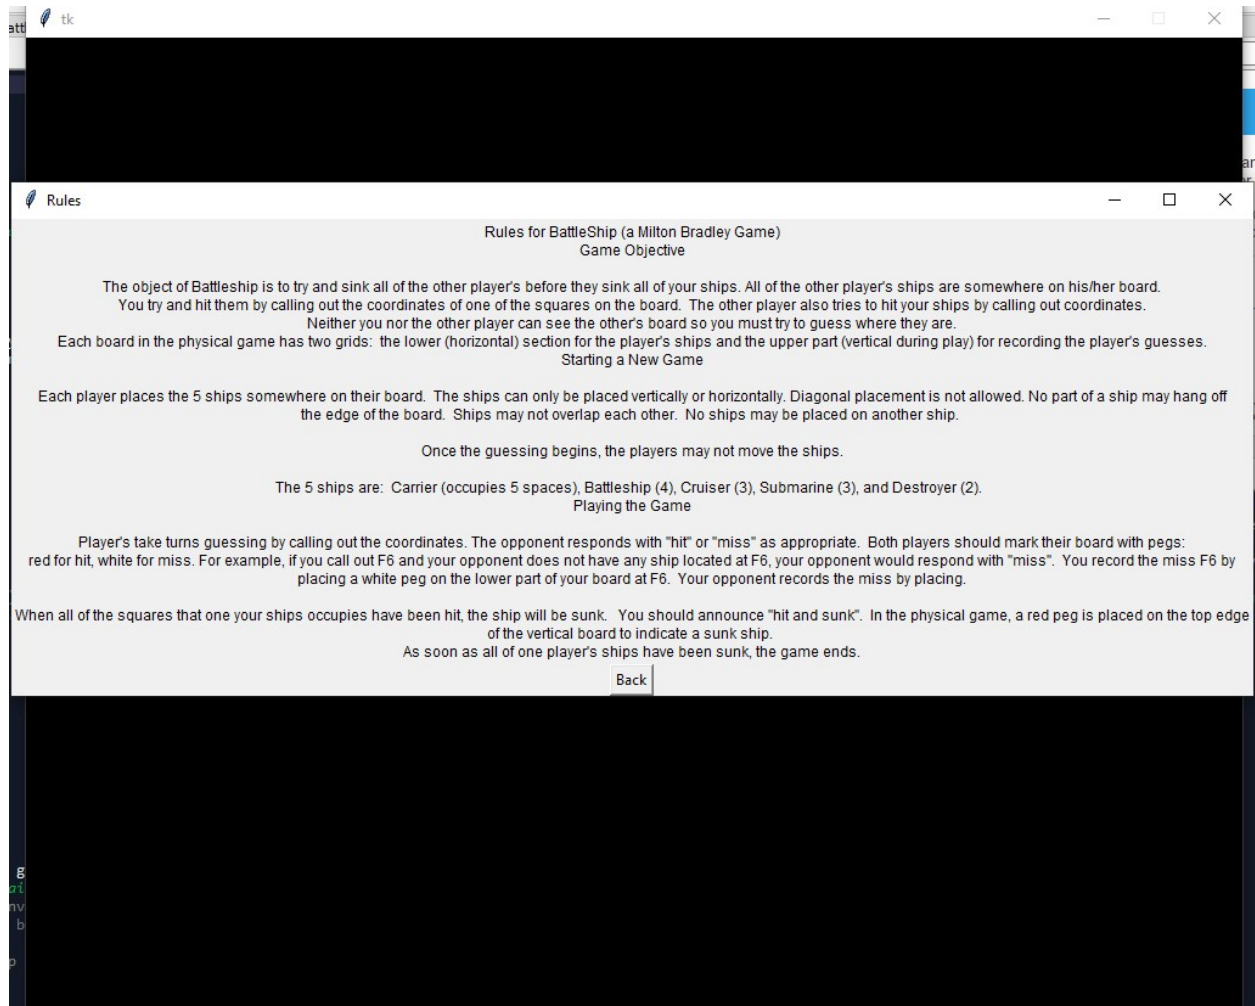 att
tk
ar
Rules
Rules for BattleShip (a Milton Bradley Game)
Game Objective
The object of Battleship is to try and sink all of the other player's before they sink all of your ships. All of the other player's ships are somewhere on his/her board.
You try and hit them by calling out the coordinates of one of the squares on the board.  The other player also tries to hit your ships by calling out coordinates.
Neither you nor the other player can see the other's board so you must try to guess where they are.
Each board in the physical game has two grids:  the lower (horizontal) section for the player's ships and the upper part (vertical during play) for recording the player's guesses.
Starting a New Game
Each player places the 5 ships somewhere on their board.  The ships can only be placed vertically or horizontally. Diagonal placement is not allowed. No part of a ship may hang off
the edge of the board.  Ships may not overlap each other.  No ships may be placed on another ship.
Once the guessing begins, the players may not move the ships.
The 5 ships are:  Carrier (occupies 5 spaces), Battleship (4), Cruiser (3), Submarine (3), and Destroyer (2).
Playing the Game
Player's take turns guessing by calling out the coordinates. The opponent responds with "hit" or "miss" as appropriate.  Both players should mark their board with pegs:
red for hit, white for miss. For example, if you call out F6 and your opponent does not have any ship located at F6, your opponent would respond with "miss".  You record the miss F6 by
placing a white peg on the lower part of your board at F6.  Your opponent records the miss by placing.
When all of the squares that one your ships occupies have been hit, the ship will be sunk.   You should announce "hit and sunk".  In the physical game, a red peg is placed on the top edge
of the vertical board to indicate a sunk ship.
As soon as all of one player's ships have been sunk, the game ends.
Back
g
ai
nv
b
p